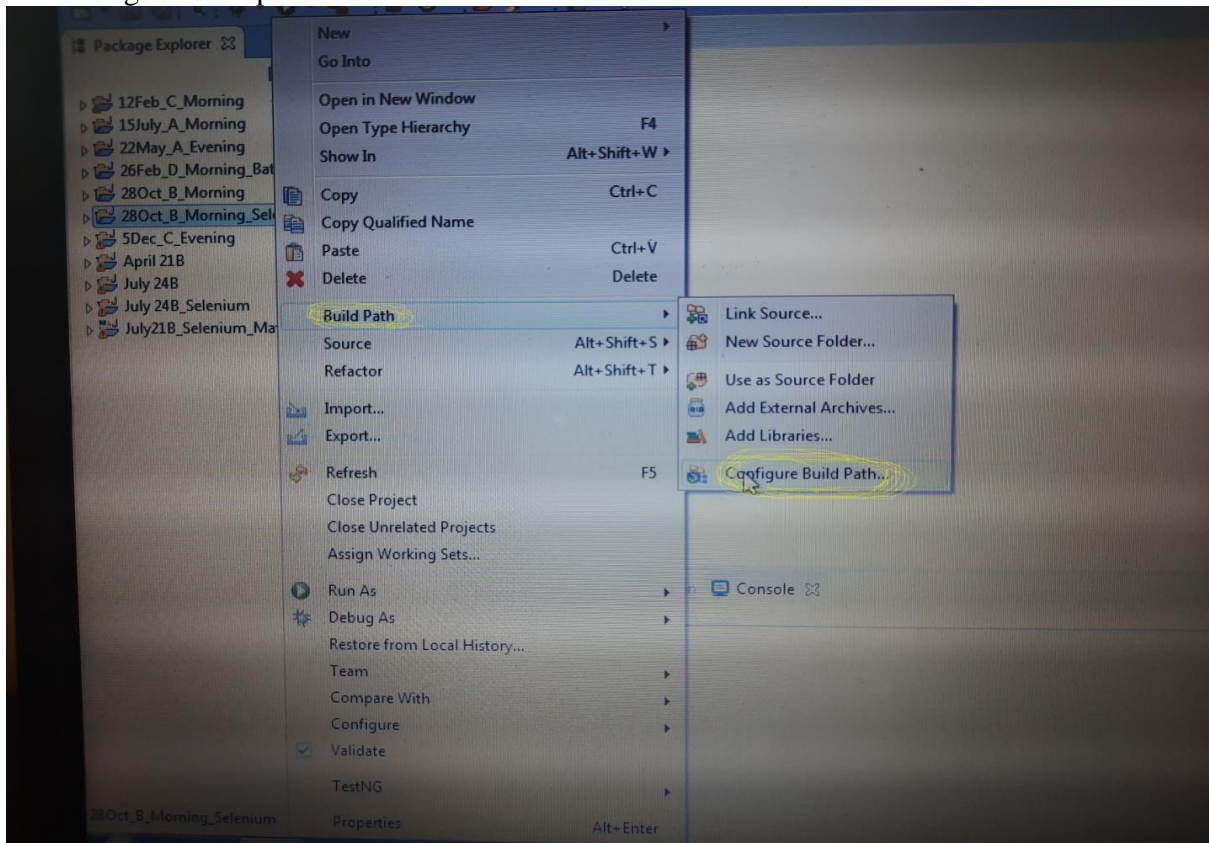 Package Explorer
12Feb_C_Morning
15July_A_Morning
22May_A_Evening
26Feb_D_Morning_Bat
28Oct_B_Morning
28Oct_B_Morning_Sele
5Dec_C_Evening
April 21B
July 24B
July 24B_Selenium
July21B_Selenium_Ma
New
Go Into
Open in New Window
Open Type Hierarchy F4
Show In Alt+Shift+W
Copy Ctrl+C
Copy Qualified Name
Paste Ctrl+V
Delete Delete
Build Path
Source Alt+Shift+S
Refactor Alt+Shift+T
Import...
Export...
Refresh F5
Close Project
Close Unrelated Projects
Assign Working Sets...
Run As
Debug As
Restore from Local History...
Team
Compare With
Configure
Validate
TestNG
Properties Alt+Enter
Link Source...
New Source Folder...
Use as Source Folder
Add External Archives...
Add Libraries...
Configure Build Path...
Console
28Oct_B_Morning_Selenium